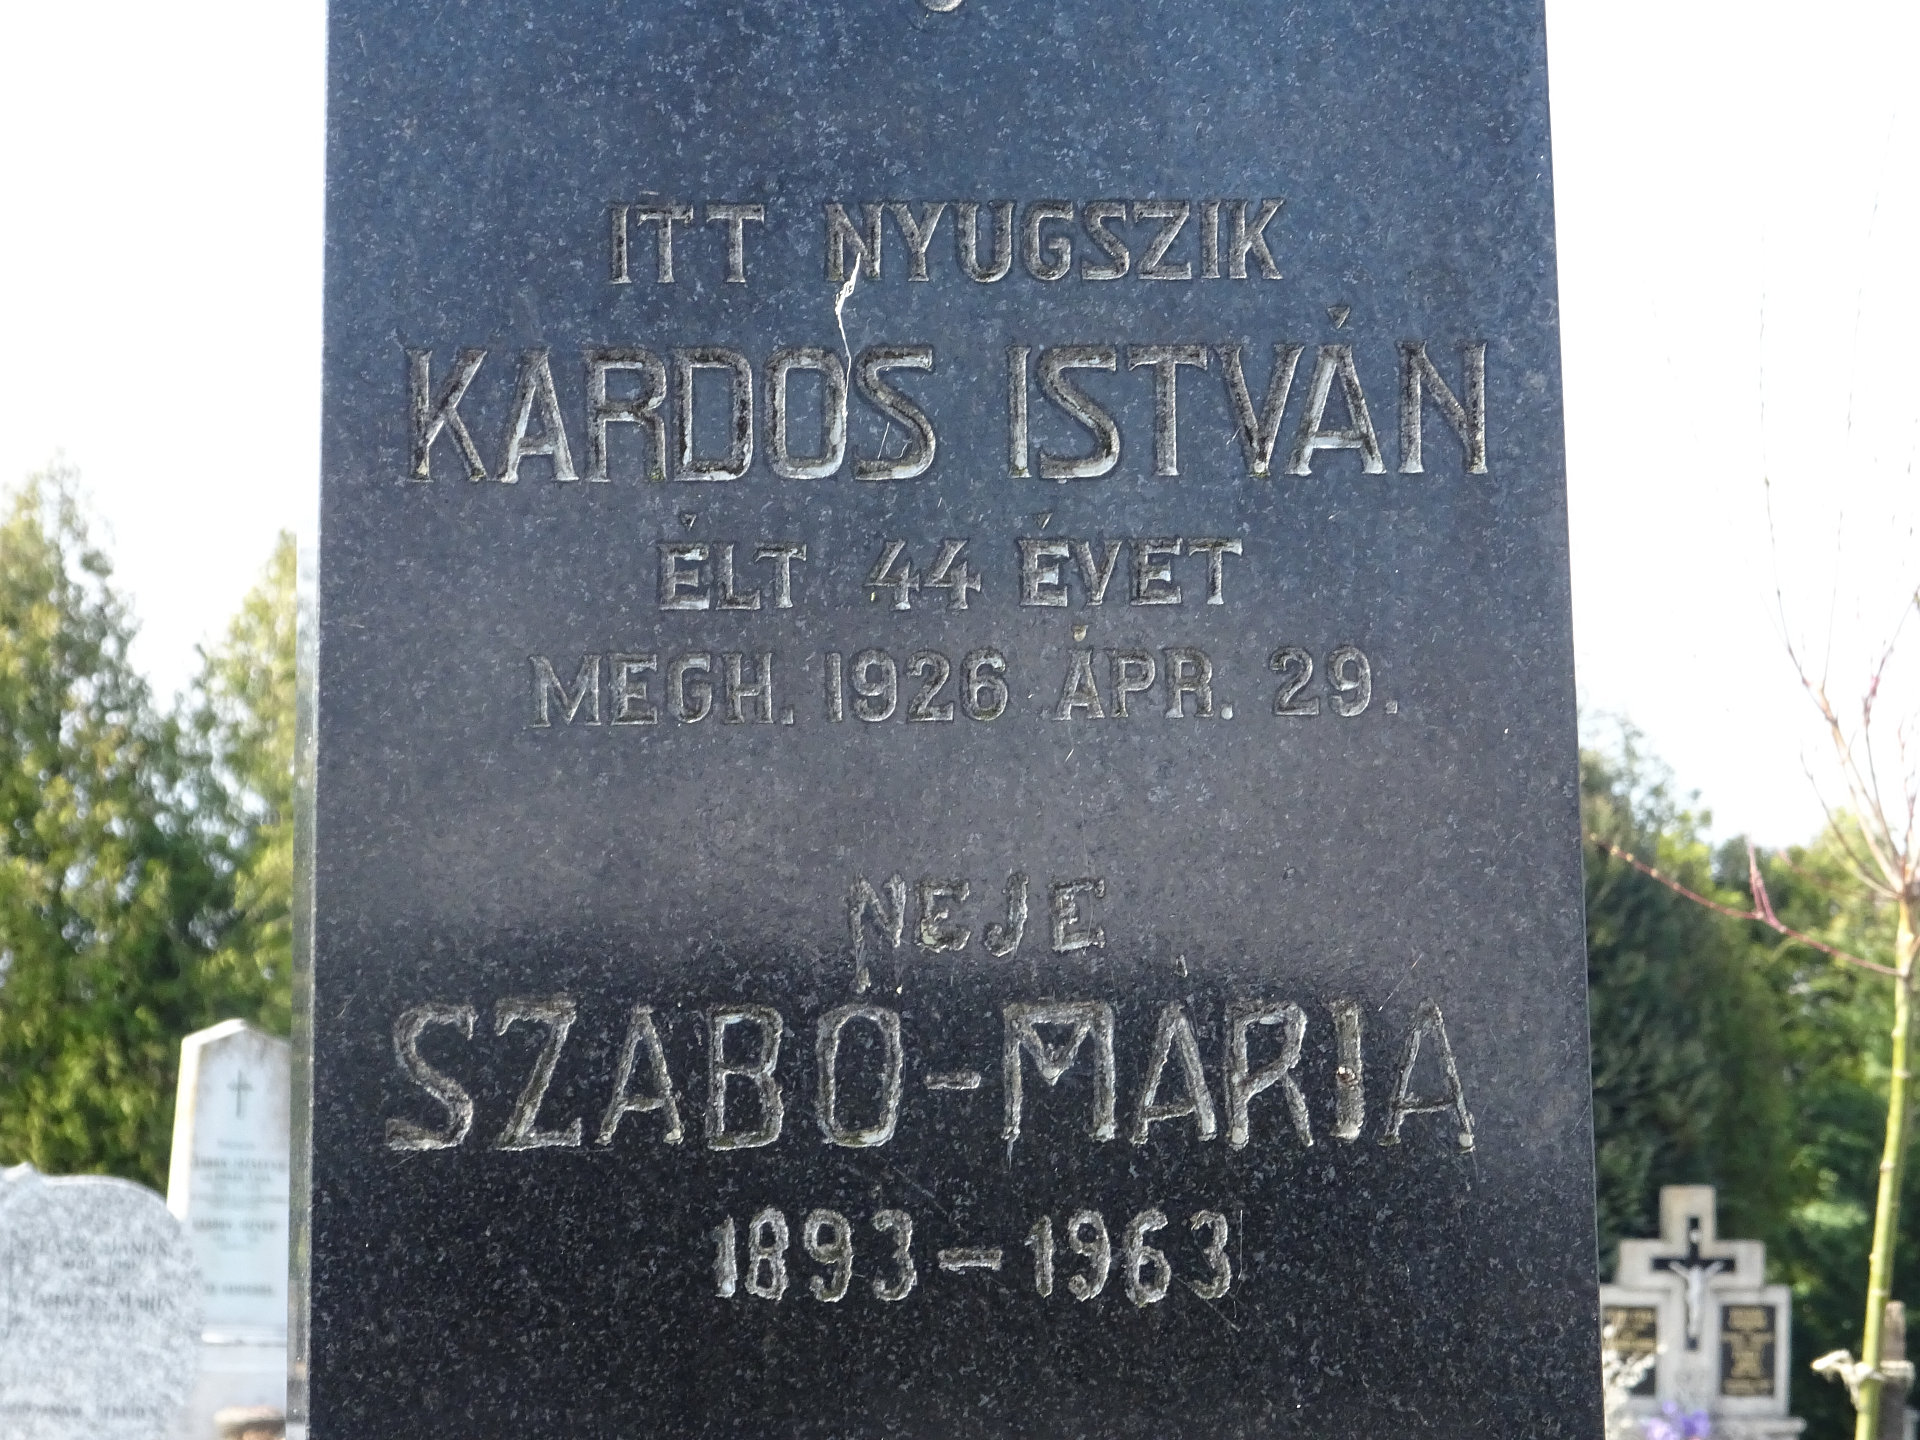 ITT NYUGSZIK
KARDOS ISTVÁN
ÉLT 44 ÉVET
MEGH. 1926 ÁPR. 29.
NEJE
SZABÓ-MÁRIA
1893-1963